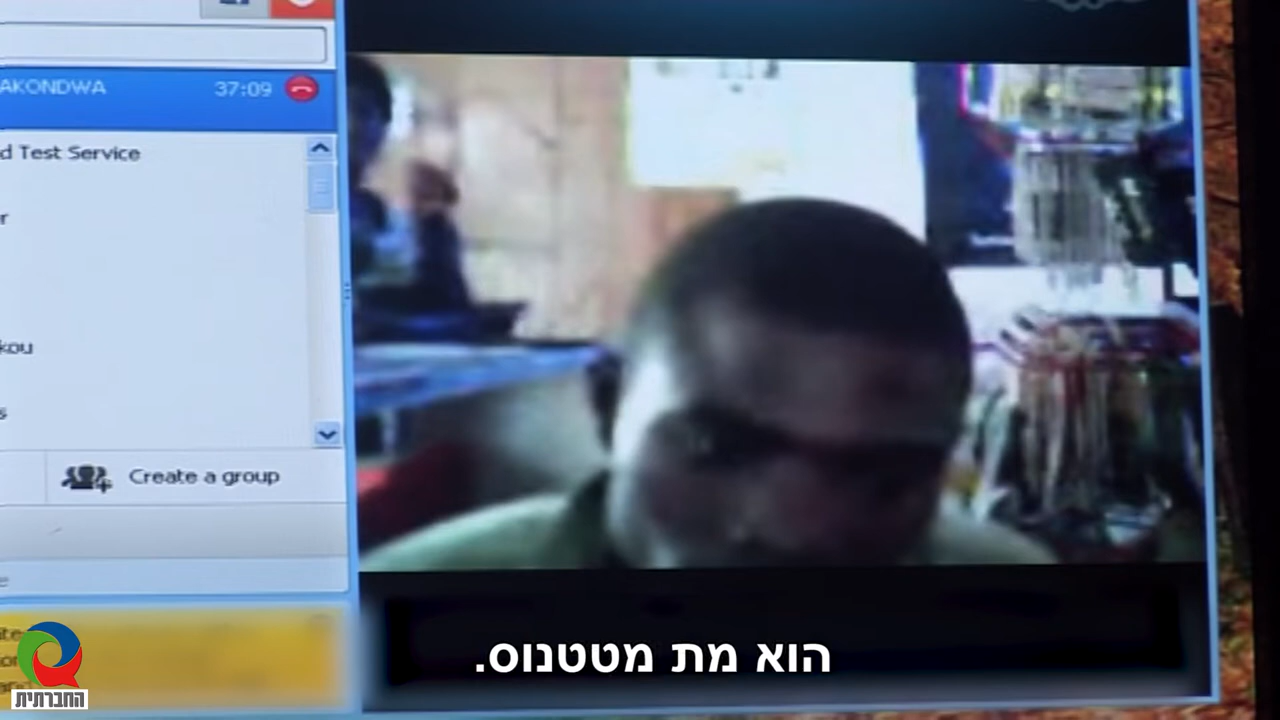 AKONDWA 37:09
d Test Service
r
kou
s
Create a group
e
הוא מת מטטנוס.
החברתית